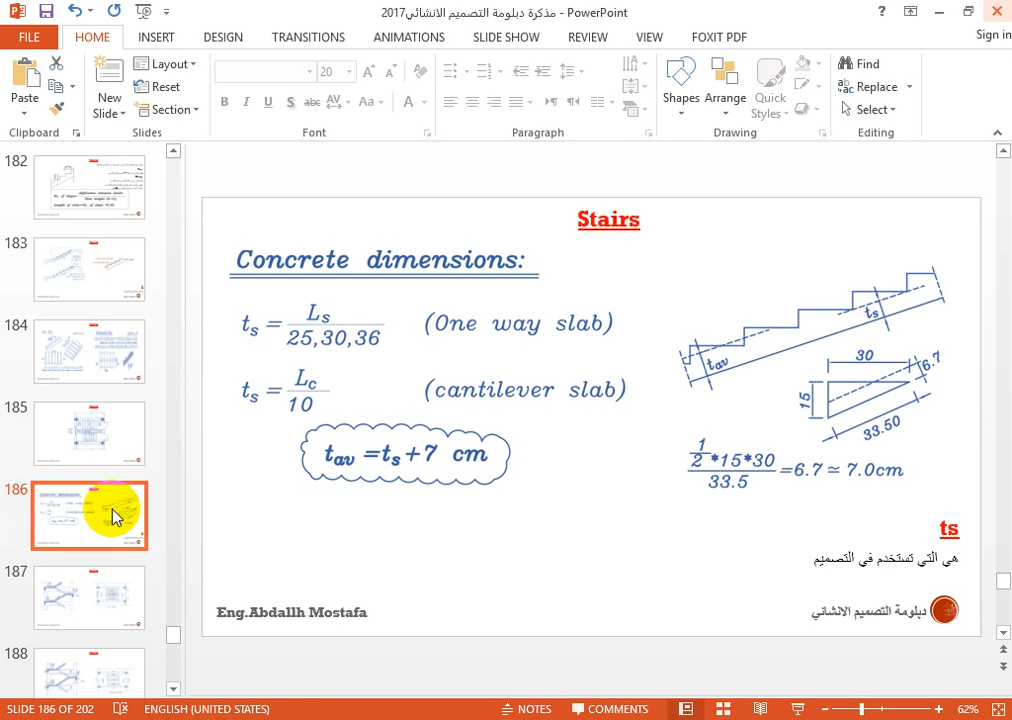 مذكرة دبلومة التصميم الانشائي2017 - PowerPoint
?
Sign in
FILE
HOME
INSERT
DESIGN
TRANSITIONS
ANIMATIONS
SLIDE SHOW
REVIEW
VIEW
FOXIT PDF
Paste
New
Slide
Layout
Reset
Section
20
B I U S abc AV Aa A
Shapes
Arrange
Quick
Styles
Find
Replace
Select
Clipboard
Slides
Font
Paragraph
Drawing
Editing
182
183
184
185
186
187
188
Stairs
Concrete dimensions:
ts = Ls / 25,30,36 (One way slab)
ts = Lc / 10 (cantilever slab)
tav =ts+7 cm
ts
tav
30
6.7
15
33.50
1/2*15*30 / 33.5 =6.7 ≃ 7.0cm
ts
هي التي تستخدم في التصميم
Eng.Abdallh Mostafa
دبلومة التصميم الانشائي
SLIDE 186 OF 202
ENGLISH (UNITED STATES)
NOTES
COMMENTS
62%